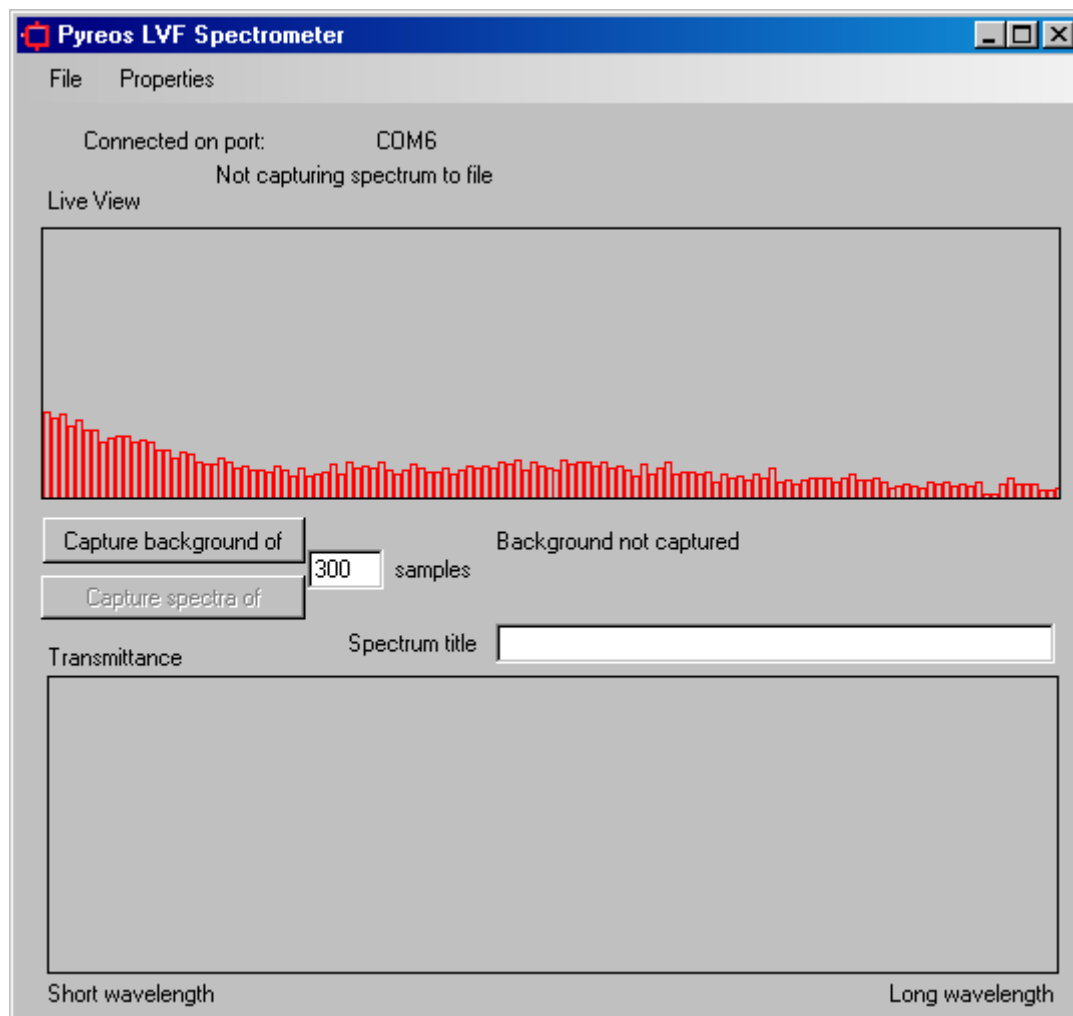 Pyreos LVF Spectrometer
File Properties
Connected on port: COM6
Not capturing spectrum to file
Live View
Capture background of
Background not captured
300 samples
Capture spectra of
Spectrum title
Transmittance
Short wavelength Long wavelength